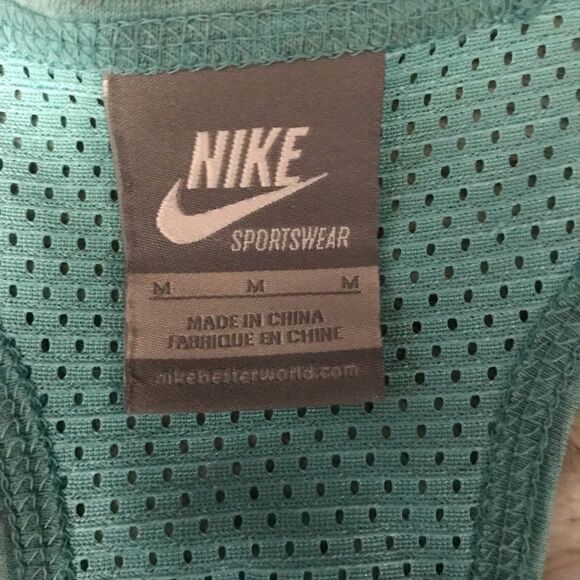 NIKE
SPORTSWEAR
M M M
MADE IN CHINA
FABRIQUE EN CHINE
nikebetterworld.com